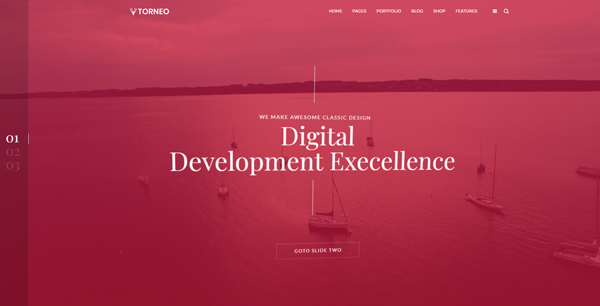 TORNEO
HOME PAGES PORTFOLIO BLOG SHOP FEATURES
WE MAKE AWESOME CLASSIC DESIGN
01
Digital
02
Development Execellence
03
GOTO SLIDE TWO